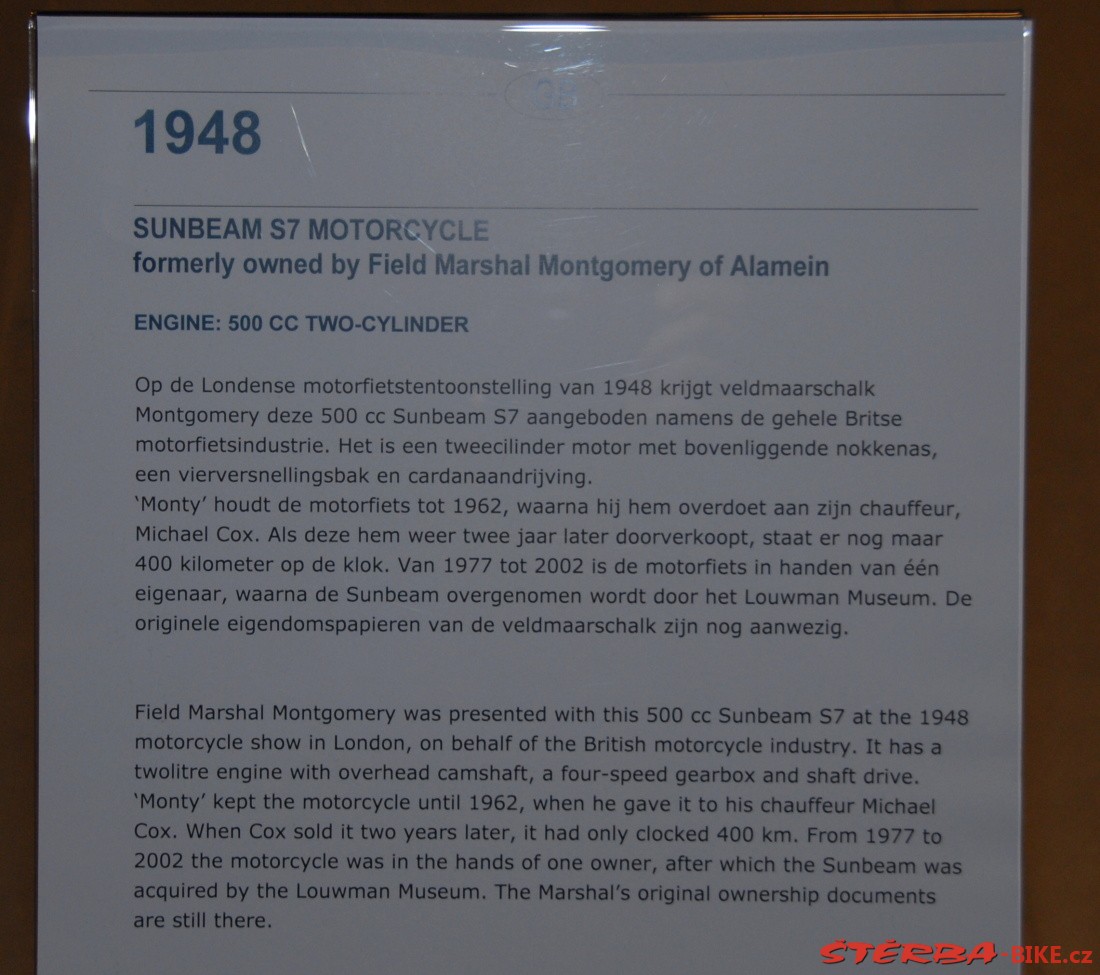 GB
1948
SUNBEAM S7 MOTORCYCLE
formerly owned by Field Marshal Montgomery of Alamein
ENGINE: 500 CC TWO-CYLINDER
Op de Londense motorfietstentoonstelling van 1948 krijgt veldmaarschalk
Montgomery deze 500 cc Sunbeam S7 aangeboden namens de gehele Britse
motorfietsindustrie. Het is een tweecilinder motor met bovenliggende nokkenas,
een vierversnellingsbak en cardanaandrijving.
‘Monty’ houdt de motorfiets tot 1962, waarna hij hem overdoet aan zijn chauffeur,
Michael Cox. Als deze hem weer twee jaar later doorverkoopt, staat er nog maar
400 kilometer op de klok. Van 1977 tot 2002 is de motorfiets in handen van één
eigenaar, waarna de Sunbeam overgenomen wordt door het Louwman Museum. De
originele eigendomspapieren van de veldmaarschalk zijn nog aanwezig.
Field Marshal Montgomery was presented with this 500 cc Sunbeam S7 at the 1948
motorcycle show in London, on behalf of the British motorcycle industry. It has a
twolitre engine with overhead camshaft, a four-speed gearbox and shaft drive.
‘Monty’ kept the motorcycle until 1962, when he gave it to his chauffeur Michael
Cox. When Cox sold it two years later, it had only clocked 400 km. From 1977 to
2002 the motorcycle was in the hands of one owner, after which the Sunbeam was
acquired by the Louwman Museum. The Marshal’s original ownership documents
are still there.
ŠTĚRBA-BIKE.cz